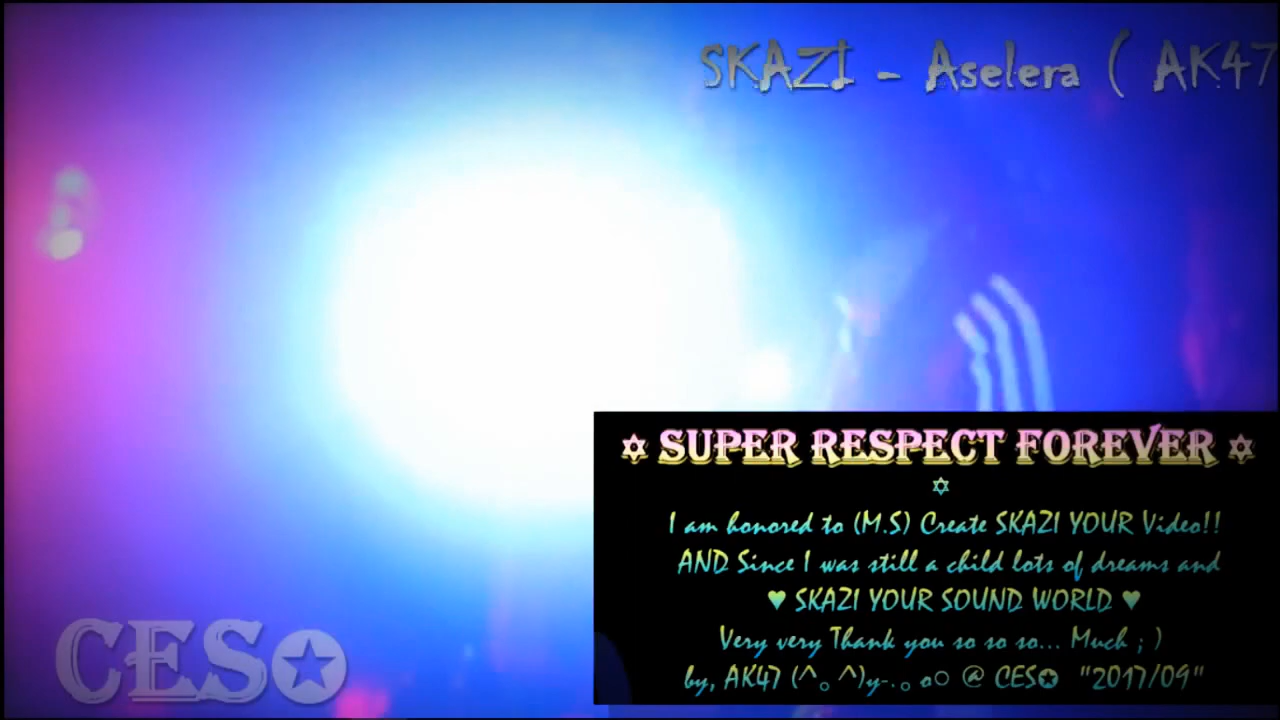 SKAZI - Aselera ( AK47
✡ SUPER RESPECT FOREVER ✡
✡
I am honored to (M.S) Create SKAZI YOUR Video!!
AND Since I was still a child lots of dreams and
♥ SKAZI YOUR SOUND WORLD ♥
Very very Thank you so so so... Much ; )
by, AK47 (^。^)y-.。o○ @ CES✪ "2017/09"
CES✪